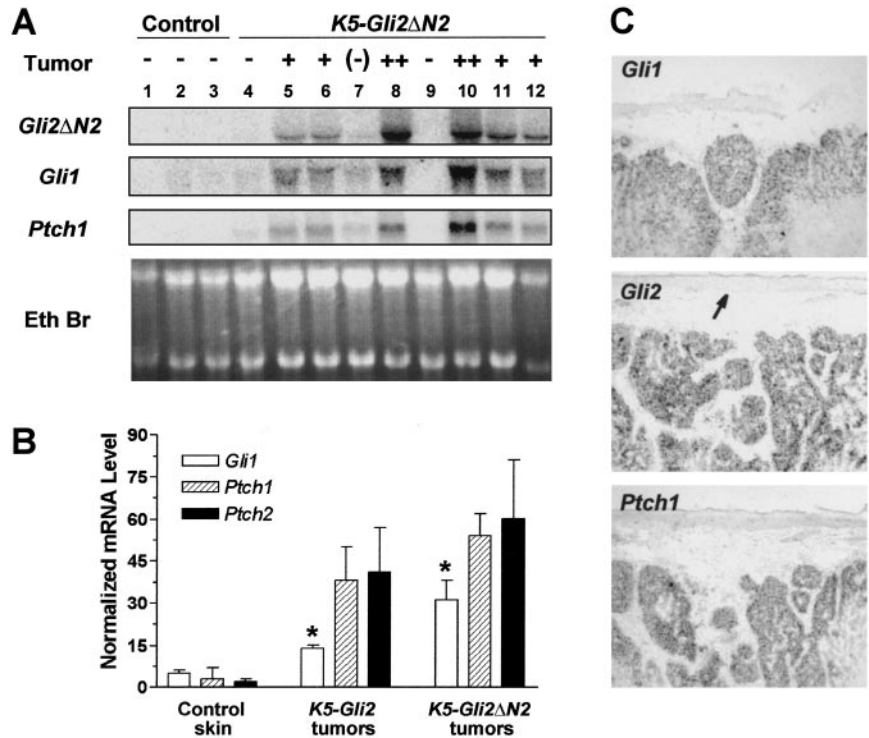 A
Control K5-Gli2ΔN2
Tumor - - - - + + (-) ++ - ++ + +
1 2 3 4 5 6 7 8 9 10 11 12
Gli2ΔN2
Gli1
Ptch1
Eth Br
B
Normalized mRNA Level
90
75
60
45
30
15
0
Gli1
Ptch1
Ptch2
*
*
Control skin
K5-Gli2 tumors
K5-Gli2ΔN2 tumors
C
Gli1
Gli2
Ptch1